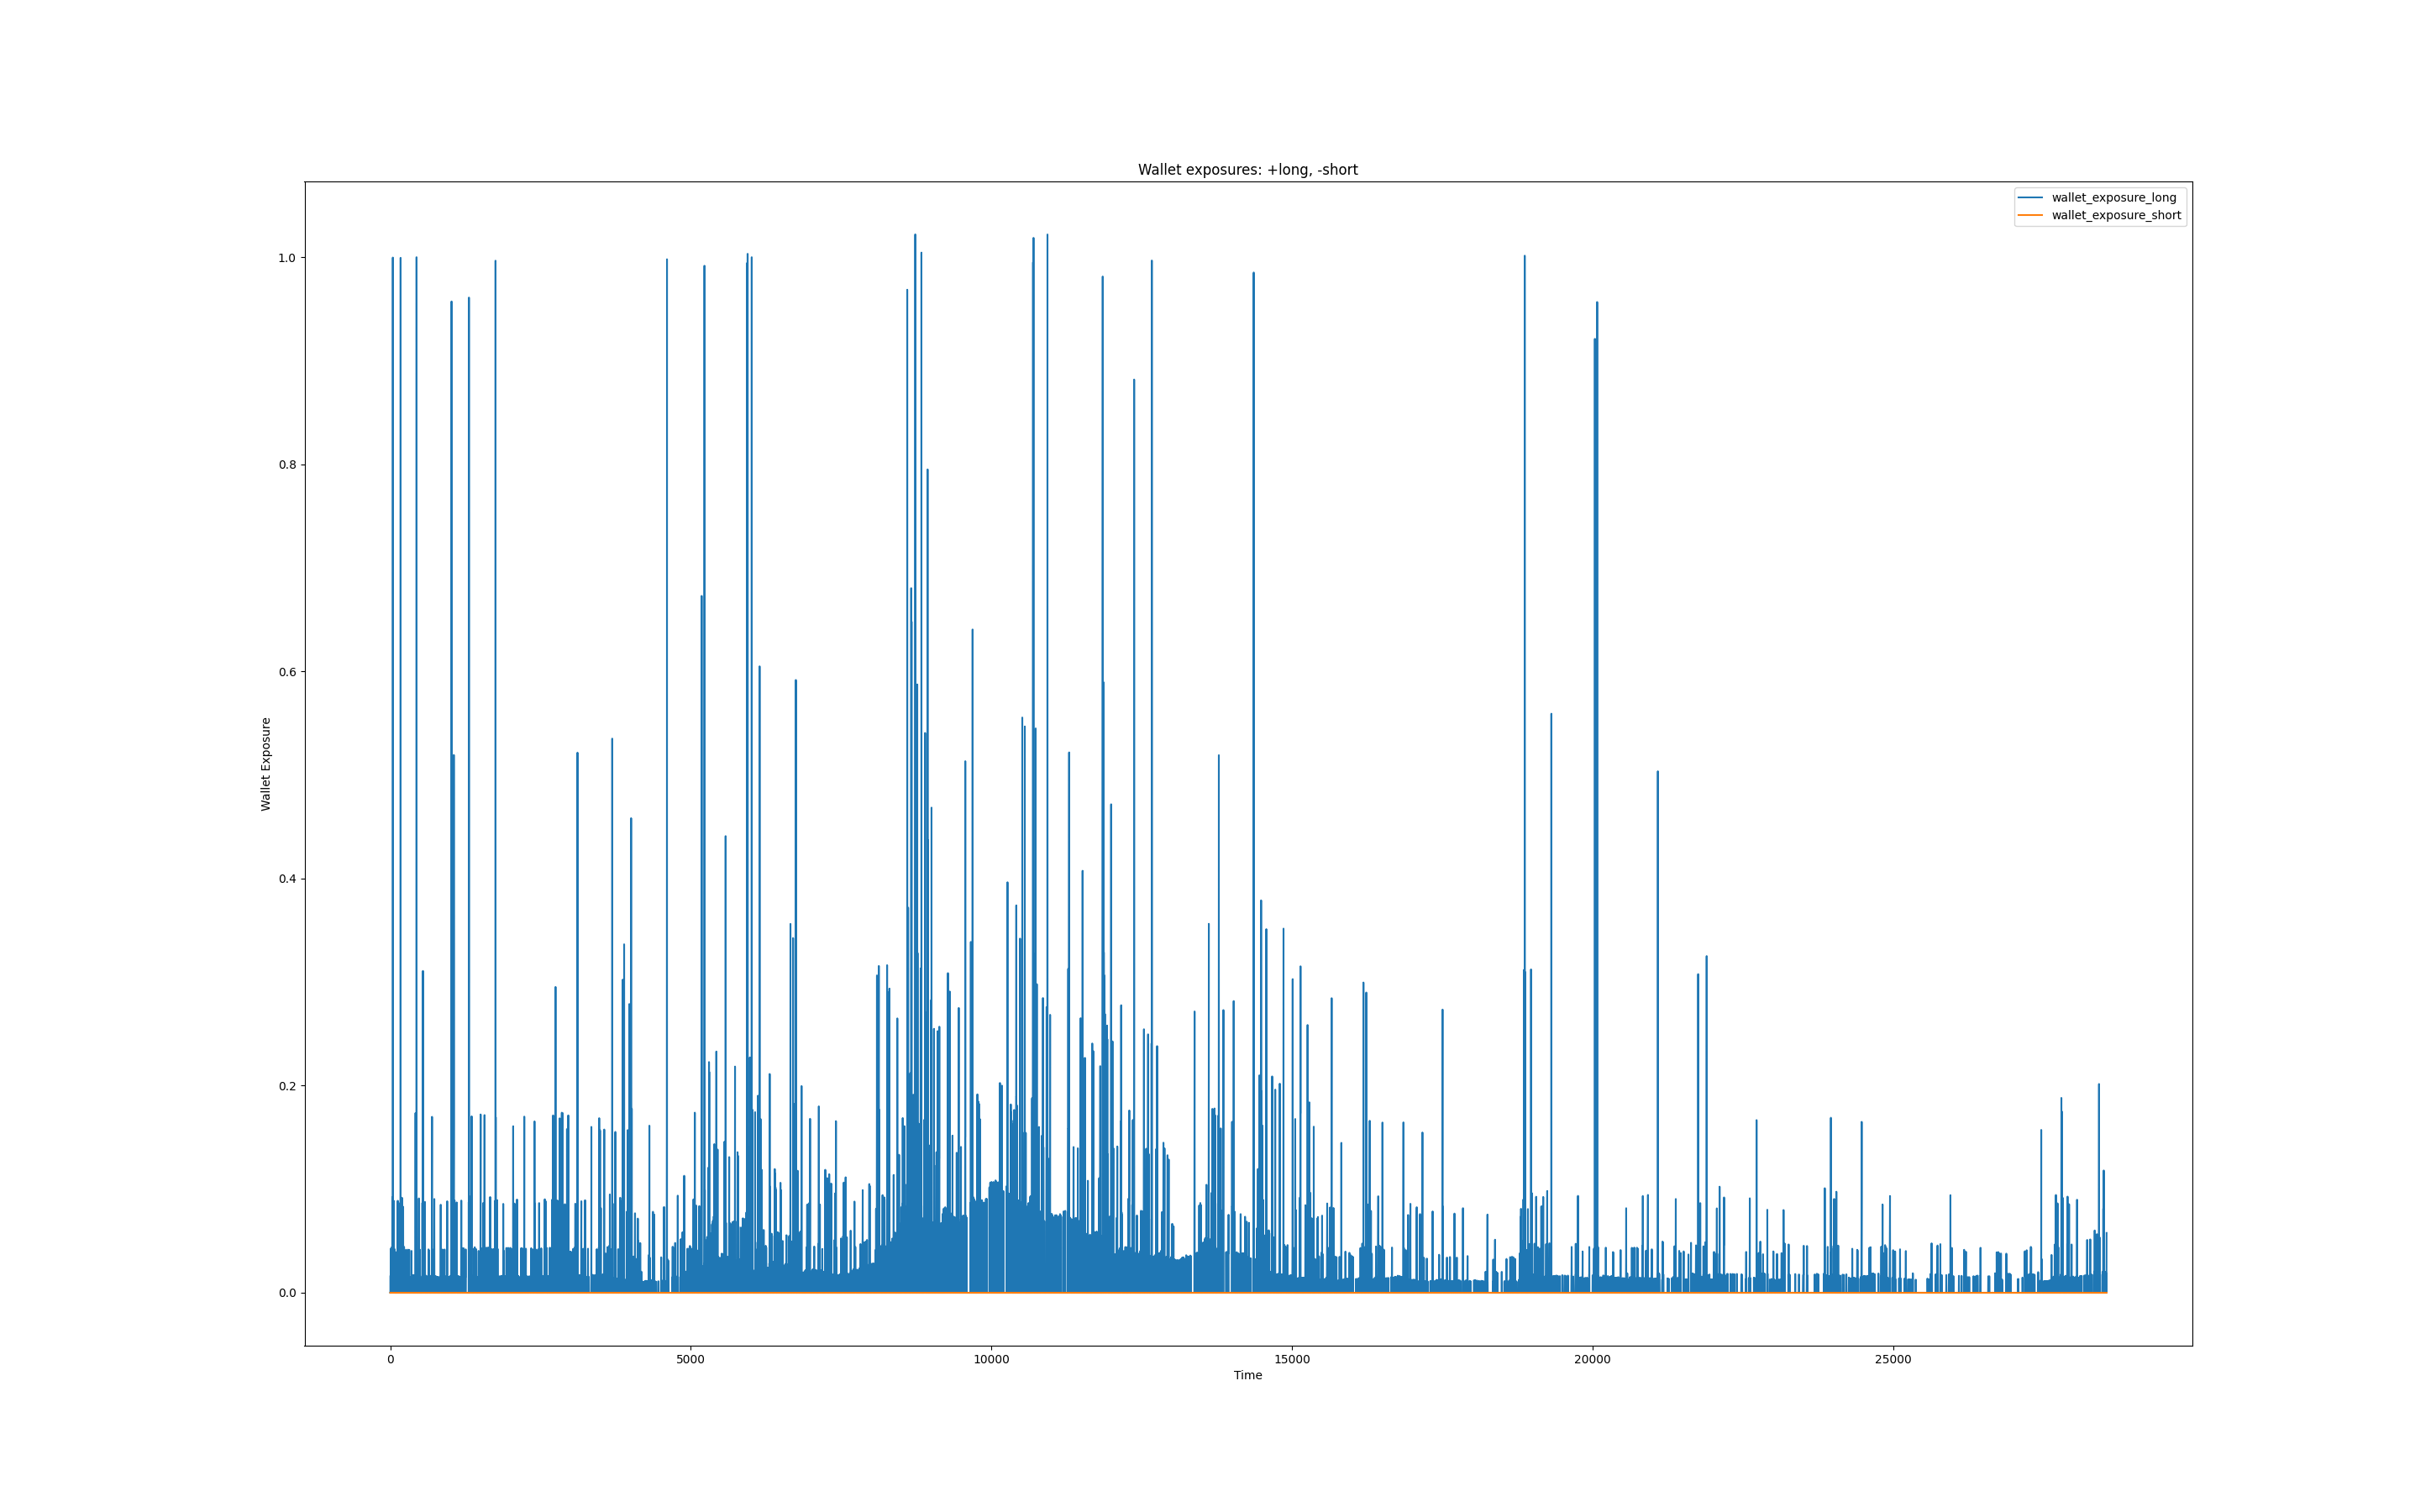 Wallet exposures: +long, -short
wallet_exposure_long
wallet_exposure_short
1.0
0.8
0.6
0.4
0.2
0.0
Wallet Exposure
0 5000 10000 15000 20000 25000
Time